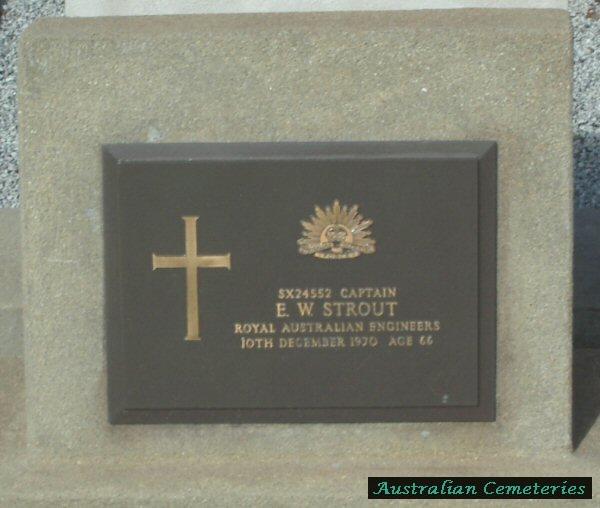 SX24552 CAPTAIN
E. W. STROUT
ROYAL AUSTRALIAN ENGINEERS
10TH DECEMBER 1970 AGE 66
Australian Cemeteries